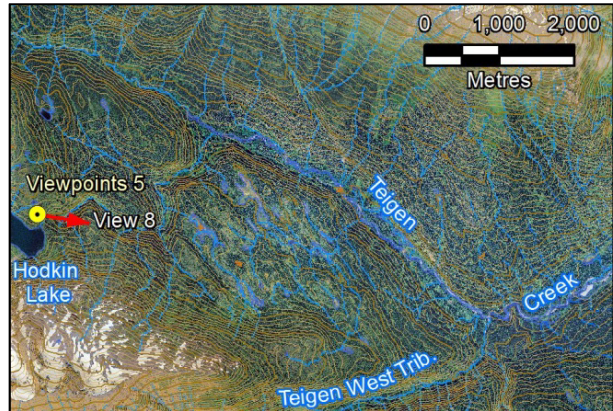 0 1,000 2,000
Metres
Viewpoints 5
View 8
Hodkin
Lake
Teigen
Creek
Teigen West Trib.